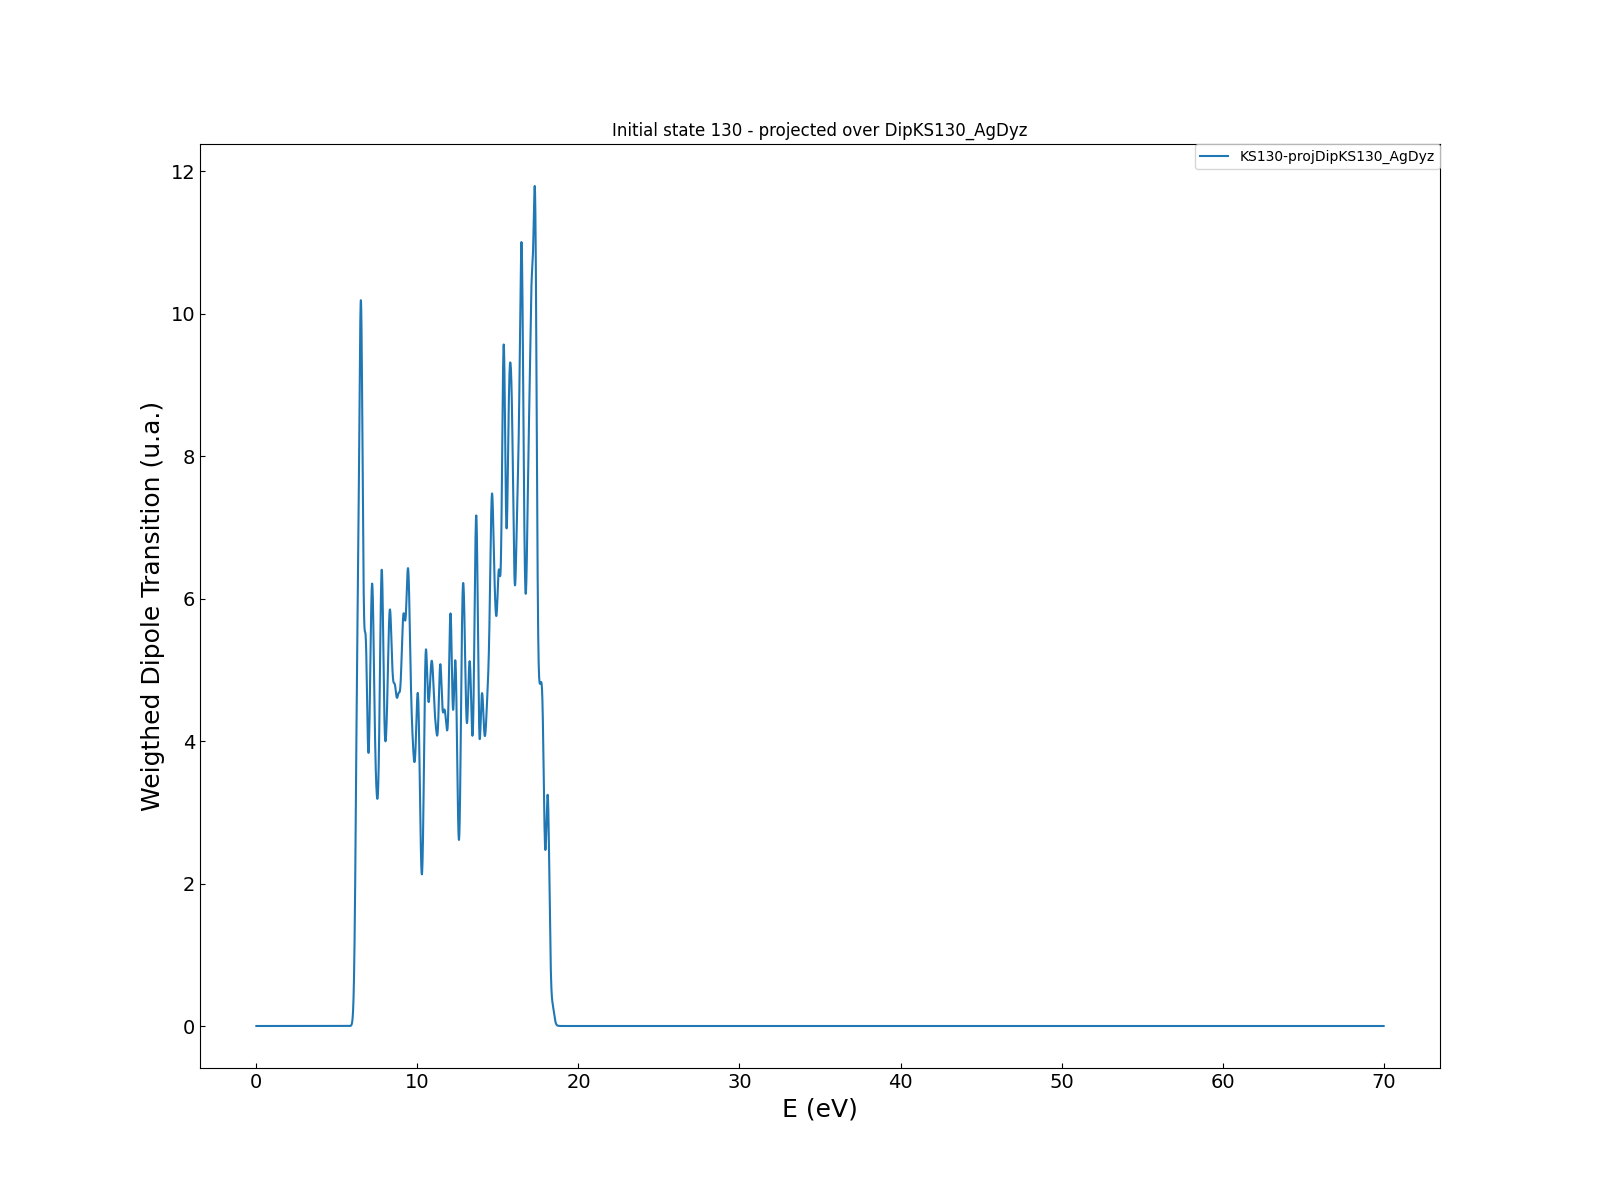 Initial state 130 - projected over DipKS130_AgDyz
KS130-projDipKS130_AgDyz
Weigthed Dipole Transition (u.a.)
12
10
8
6
4
2
0
0 10 20 30 40 50 60 70
E (eV)